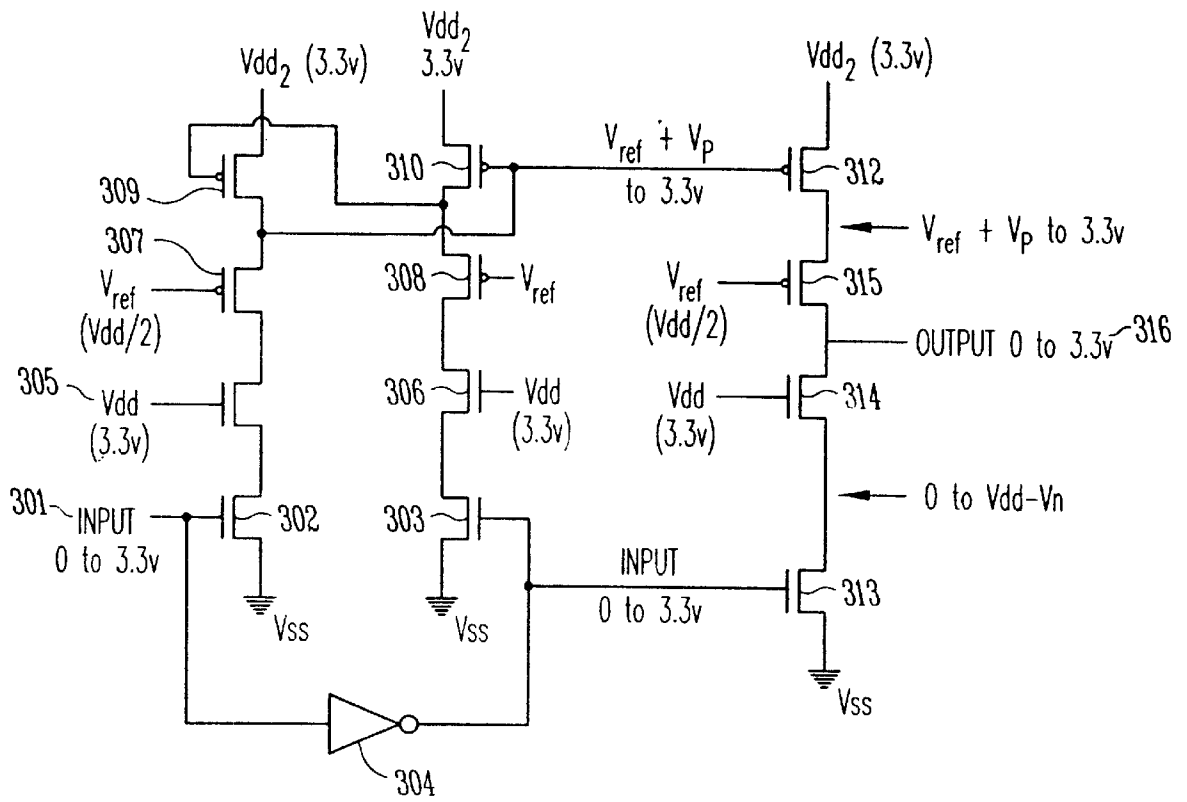 Vdd2 (3.3v)
Vdd2
3.3v
Vdd2 (3.3v)
309
310
Vref + Vp
to 3.3v
312
Vref + Vp to 3.3v
307
Vref
(Vdd/2)
308
Vref
Vref
(Vdd/2)
315
OUTPUT 0 to 3.3v
316
305
Vdd
(3.3v)
306
Vdd
(3.3v)
Vdd
(3.3v)
314
0 to Vdd-Vn
301
INPUT
0 to 3.3v
302
303
INPUT
0 to 3.3v
313
Vss
Vss
Vss
304